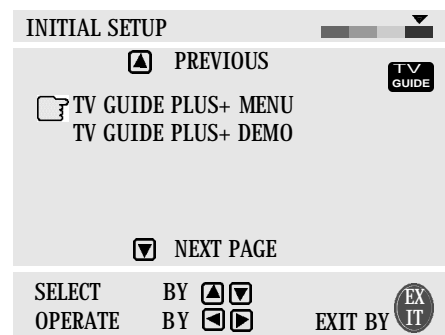 INITIAL SETUP
PREVIOUS
TV
GUIDE
TV GUIDE PLUS+ MENU
TV GUIDE PLUS+ DEMO
NEXT PAGE
SELECT BY
OPERATE BY
EXIT BY
EX
IT